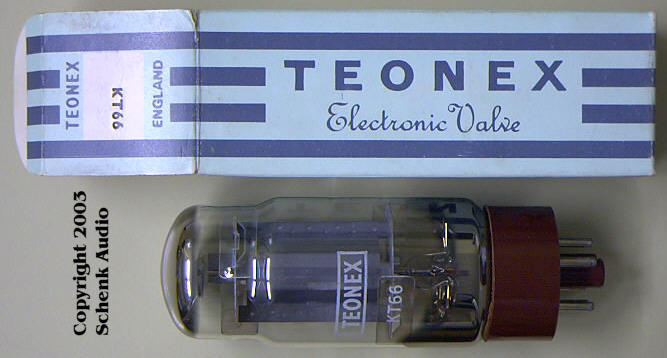 TEONEX
KT66
ENGLAND
TEONEX
Electronic Valve
Copyright 2003
Schenk Audio
TEONEX
KT66